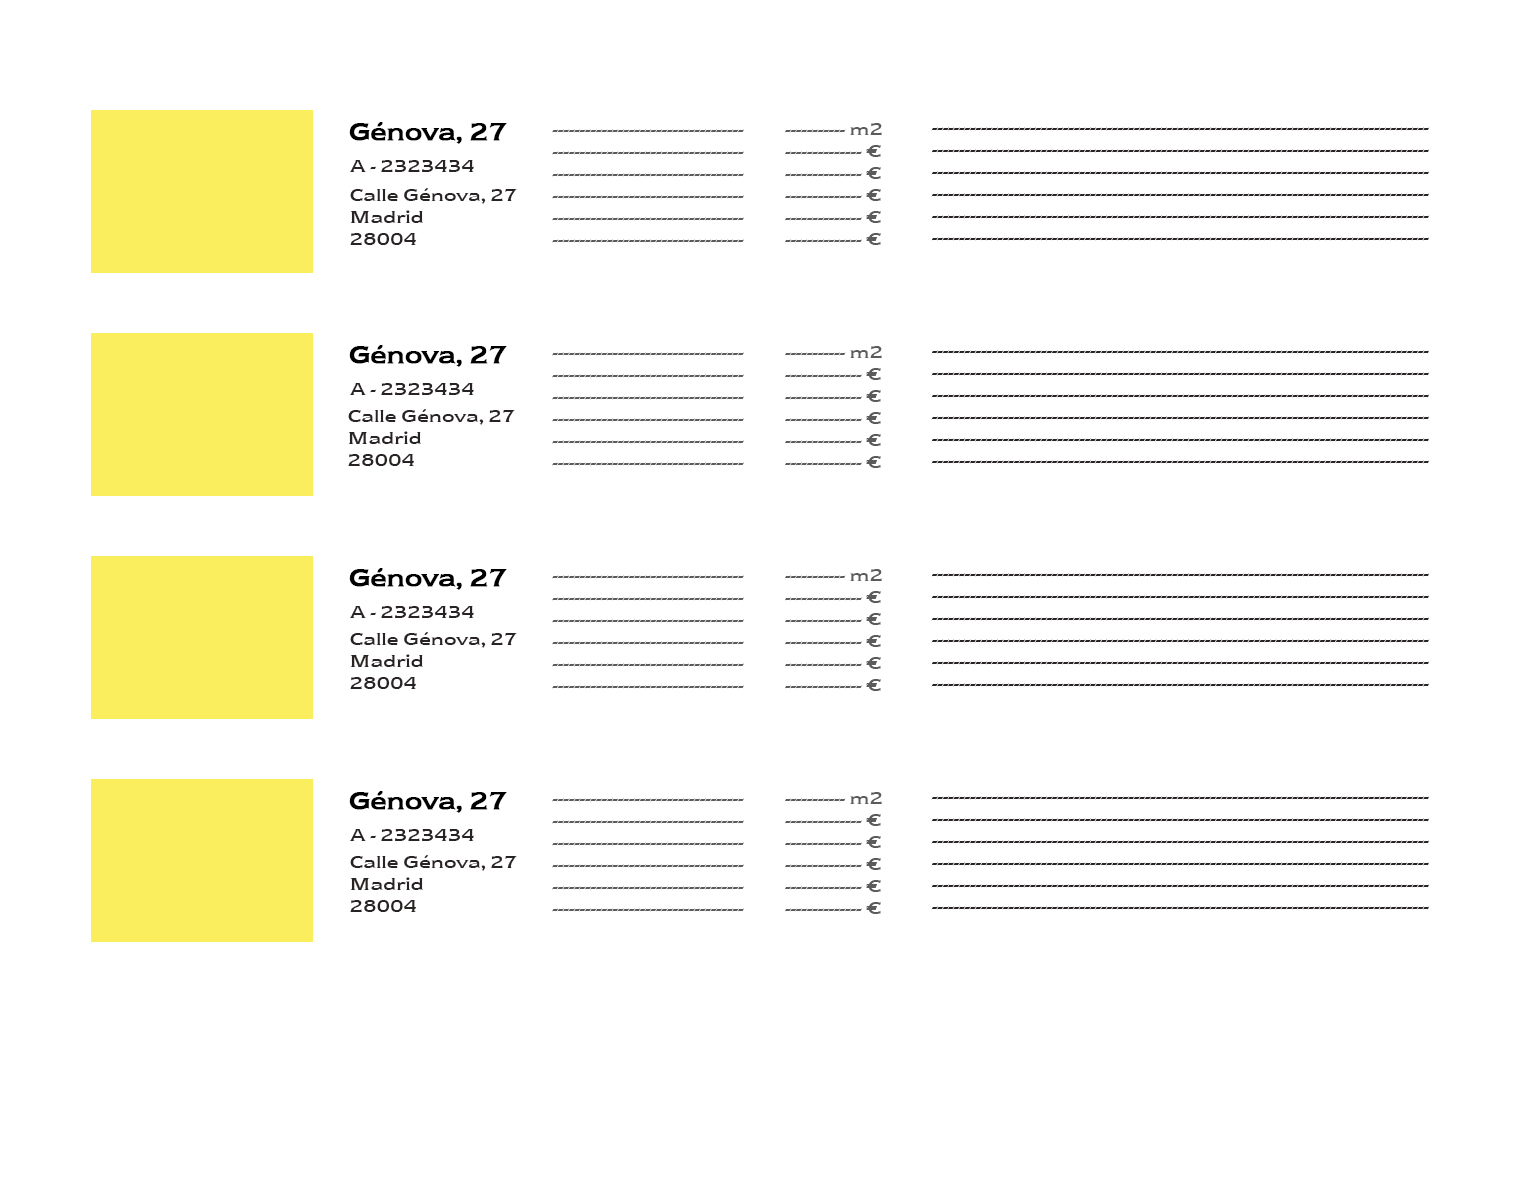 Génova, 27
A - 2323434
Calle Génova, 27
Madrid
28004
m2
€
€
€
€
€
Génova, 27
A - 2323434
Calle Génova, 27
Madrid
28004
m2
€
€
€
€
€
Génova, 27
A - 2323434
Calle Génova, 27
Madrid
28004
m2
€
€
€
€
€
Génova, 27
A - 2323434
Calle Génova, 27
Madrid
28004
m2
€
€
€
€
€